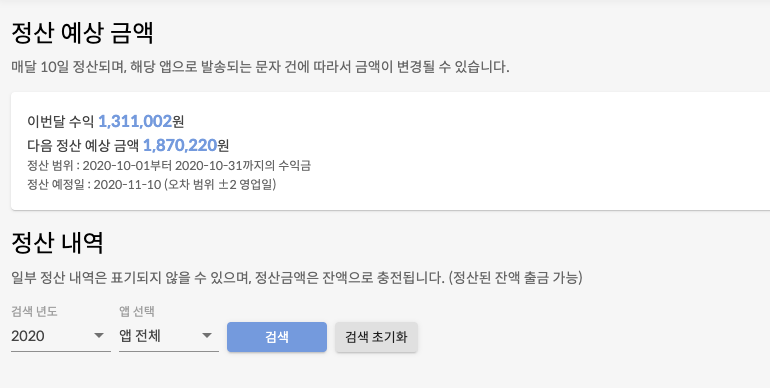 정산 예상 금액
매달 10일 정산되며, 해당 앱으로 발송되는 문자 건에 따라서 금액이 변경될 수 있습니다.
이번달 수익 1,311,002원
다음 정산 예상 금액 1,870,220원
정산 범위 : 2020-10-01부터 2020-10-31까지의 수익금
정산 예정일 : 2020-11-10 (오차 범위 ±2 영업일)
정산 내역
일부 정산 내역은 표기되지 않을 수 있으며, 정산금액은 잔액으로 충전됩니다. (정산된 잔액 출금 가능)
검색 년도 앱 선택
2020 앱 전체 검색 검색 초기화